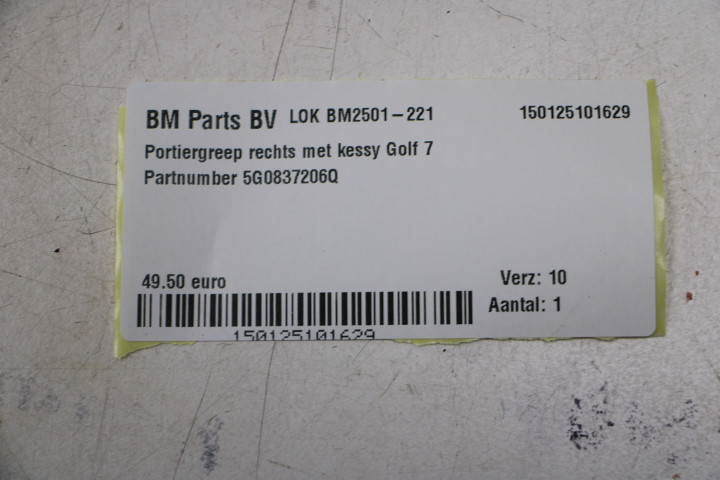 BM Parts BV LOK BM2501-221 150125101629
Portiergreep rechts met kessy Golf 7
Partnumber 5G0837206Q
49.50 euro Verz: 10
Aantal: 1
150125101629